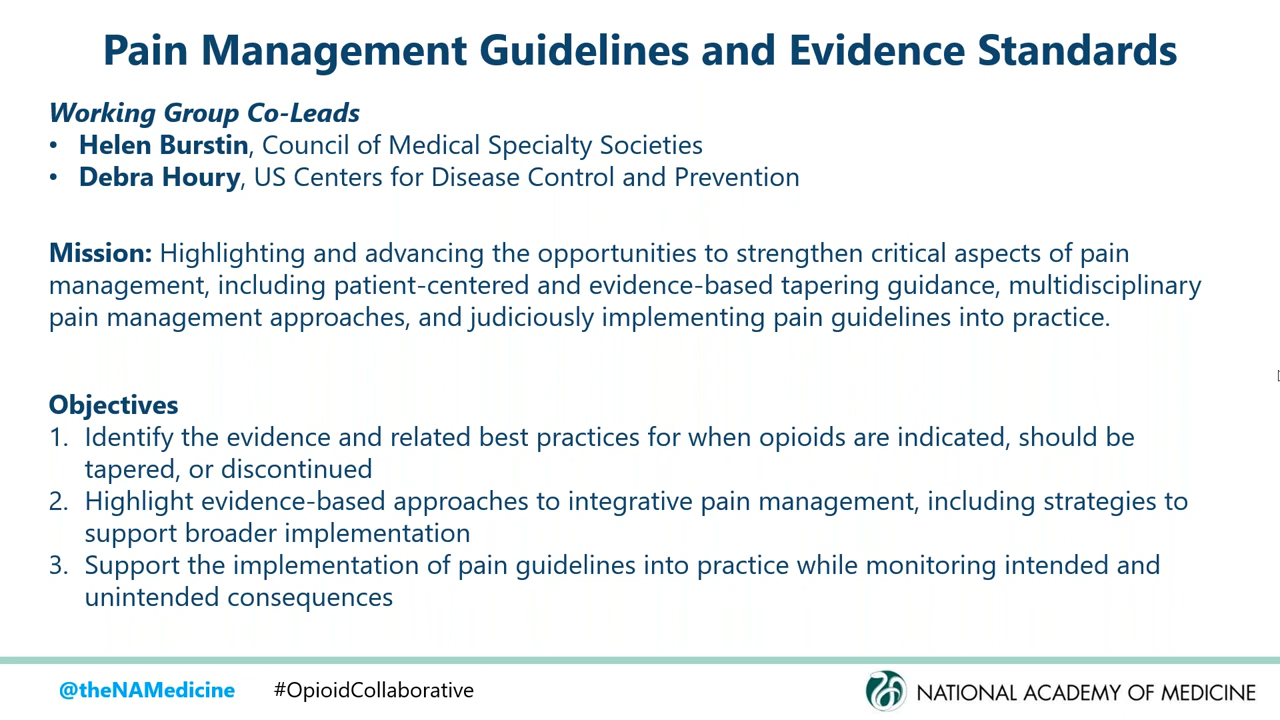 Pain Management Guidelines and Evidence Standards
Working Group Co-Leads
• Helen Burstin, Council of Medical Specialty Societies
• Debra Houry, US Centers for Disease Control and Prevention
Mission: Highlighting and advancing the opportunities to strengthen critical aspects of pain
management, including patient-centered and evidence-based tapering guidance, multidisciplinary
pain management approaches, and judiciously implementing pain guidelines into practice.
Objectives
1. Identify the evidence and related best practices for when opioids are indicated, should be
tapered, or discontinued
2. Highlight evidence-based approaches to integrative pain management, including strategies to
support broader implementation
3. Support the implementation of pain guidelines into practice while monitoring intended and
unintended consequences
@theNAMedicine #OpioidCollaborative
NATIONAL ACADEMY OF MEDICINE